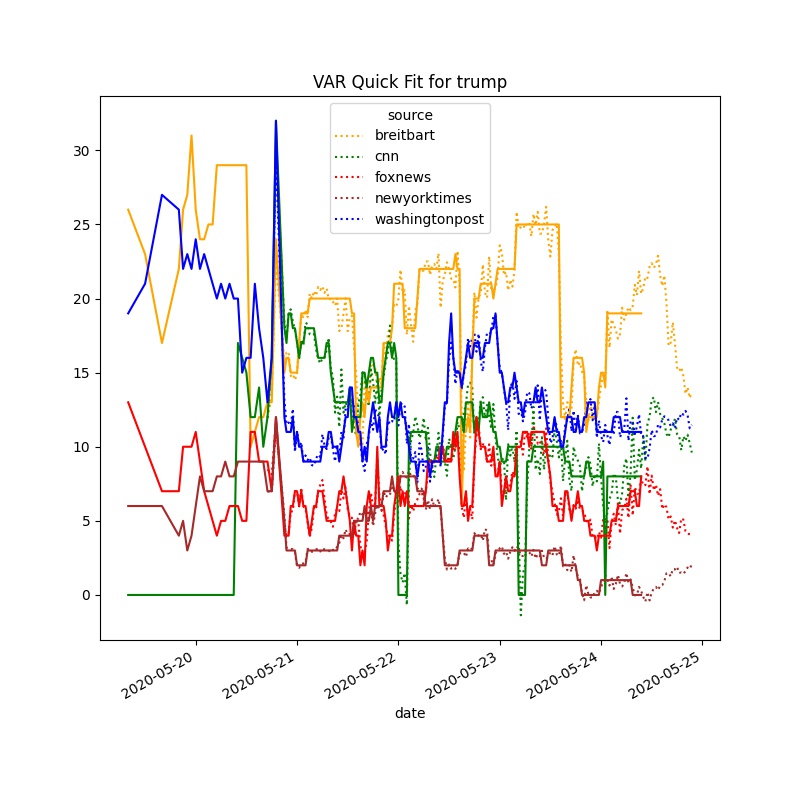 VAR Quick Fit for trump
source
breitbart
cnn
foxnews
newyorktimes
washingtonpost
30
25
20
15
10
5
0
2020-05-20
2020-05-21
2020-05-22
2020-05-23
2020-05-24
2020-05-25
date